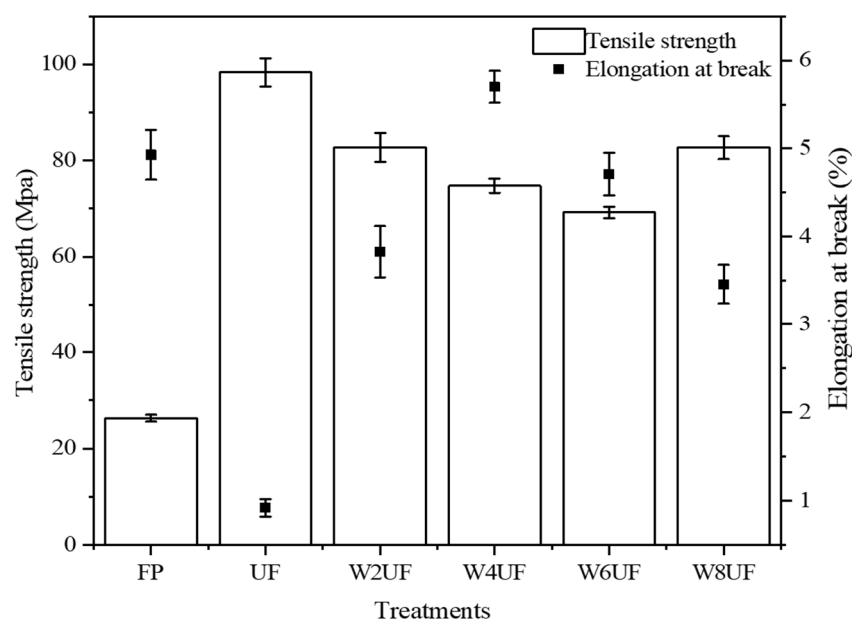 Tensile strength
Elongation at break
Tensile strength (Mpa)
100
80
60
40
20
0
6
5
4
3
2
1
Elongation at break (%)
FP UF W2UF W4UF W6UF W8UF
Treatments